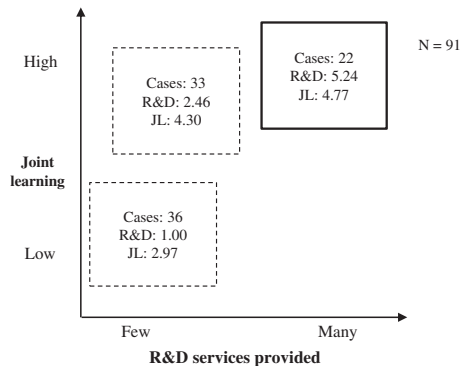 N = 91
High
Cases: 22
R&D: 5.24
JL: 4.77
Cases: 33
R&D: 2.46
JL: 4.30
Joint
learning
Cases: 36
R&D: 1.00
JL: 2.97
Low
Few
Many
R&D services provided